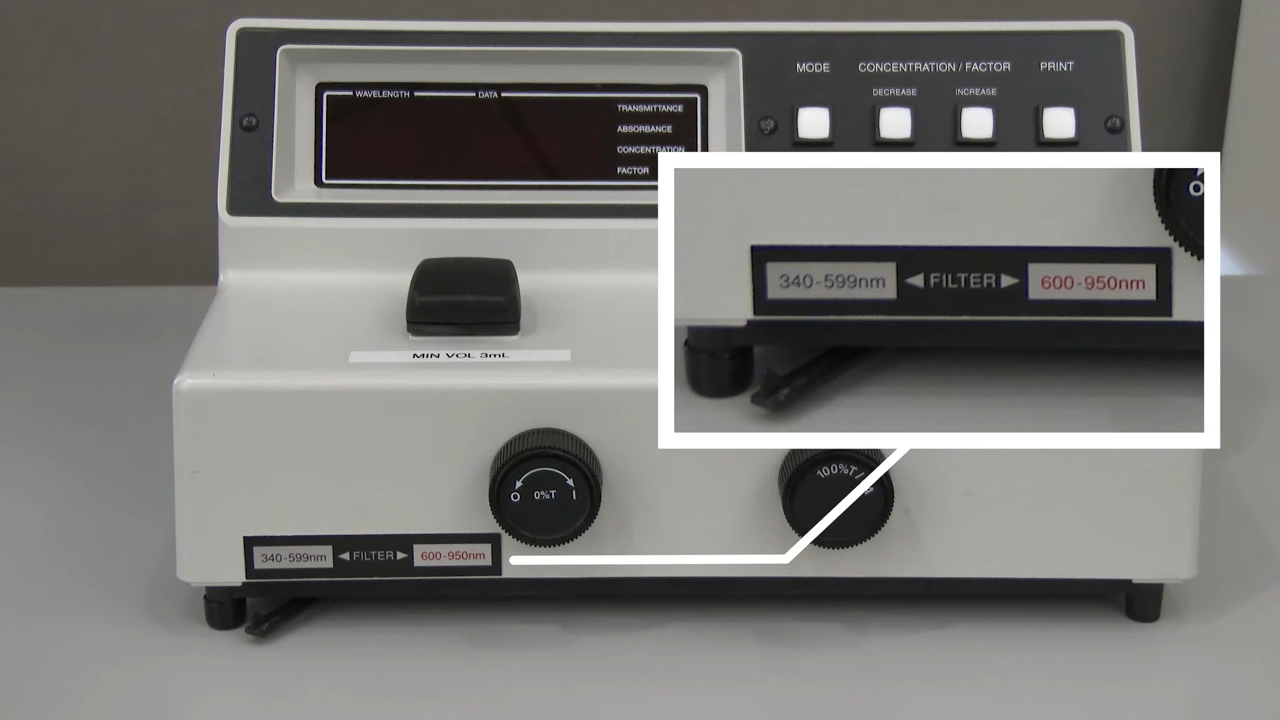 MODE
CONCENTRATION / FACTOR
PRINT
DECREASE
INCREASE
WAVELENGTH
DATA
TRANSMITTANCE
ABSORBANCE
CONCENTRATION
FACTOR
340-599nm ◀ FILTER ▶ 600-950nm
MIN VOL 3mL
O 0%T I
100%T /
340-599nm ◀ FILTER ▶ 600-950nm